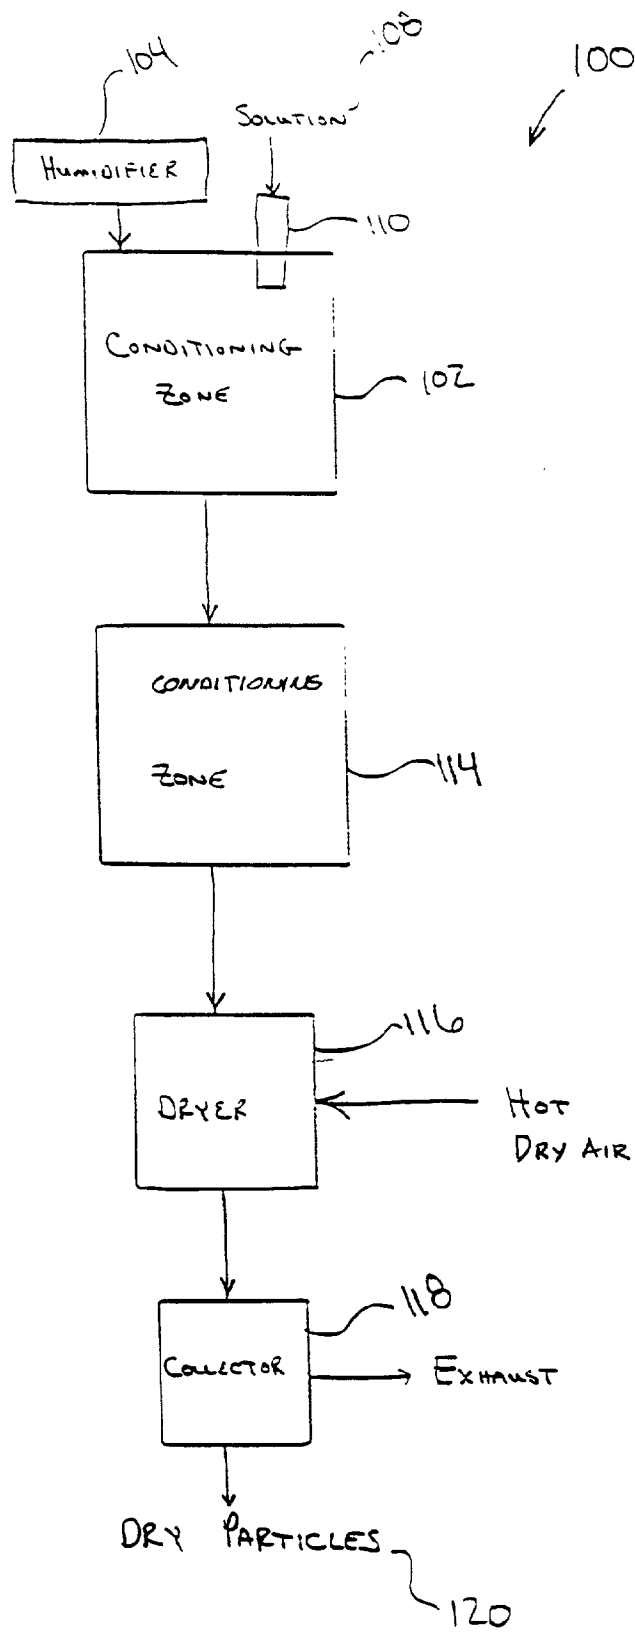 104
108
100
SOLUTION
HUMIDIFIER
110
CONDITIONING
ZONE
102
CONDITIONING
ZONE
114
116
DRYER
HOT
DRY AIR
118
COLLECTOR
EXHAUST
DRY PARTICLES
120